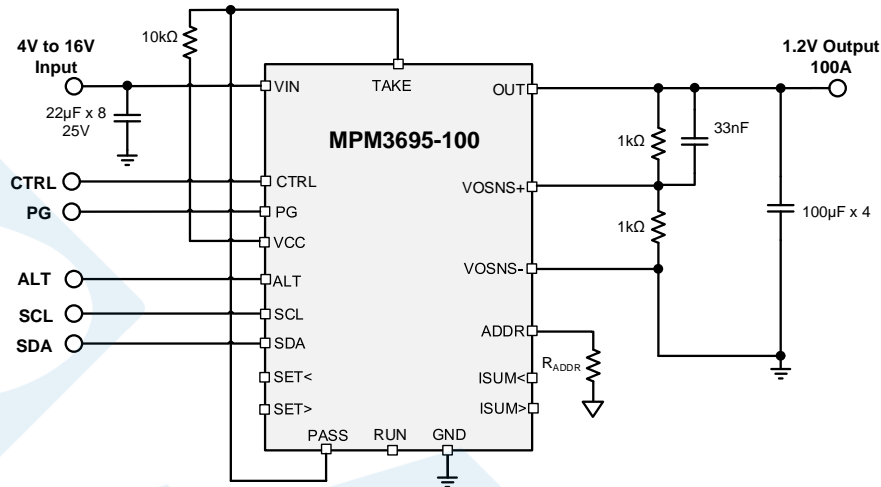 10kΩ
4V to 16V
Input
22µF x 8
25V
CTRL
PG
ALT
SCL
SDA
VIN
TAKE
OUT
MPM3695-100
CTRL
PG
VCC
ALT
SCL
SDA
SET<
SET>
PASS
RUN
GND
VOSNS+
VOSNS-
ADDR
ISUM<
ISUM>
1.2V Output
100A
1kΩ
33nF
1kΩ
100µF x 4
RADDR